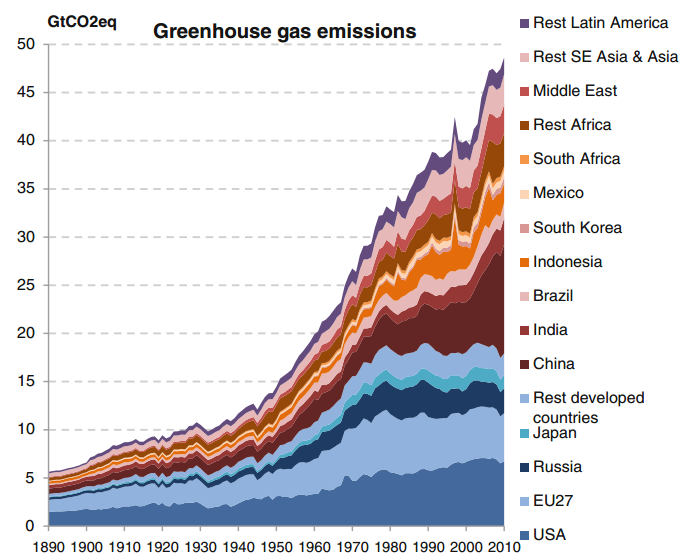 GtCO2eq
Greenhouse gas emissions
50
45
40
35
30
25
20
15
10
5
0
1890 1900 1910 1920 1930 1940 1950 1960 1970 1980 1990 2000 2010
Rest Latin America
Rest SE Asia & Asia
Middle East
Rest Africa
South Africa
Mexico
South Korea
Indonesia
Brazil
India
China
Rest developed
countries
Japan
Russia
EU27
USA